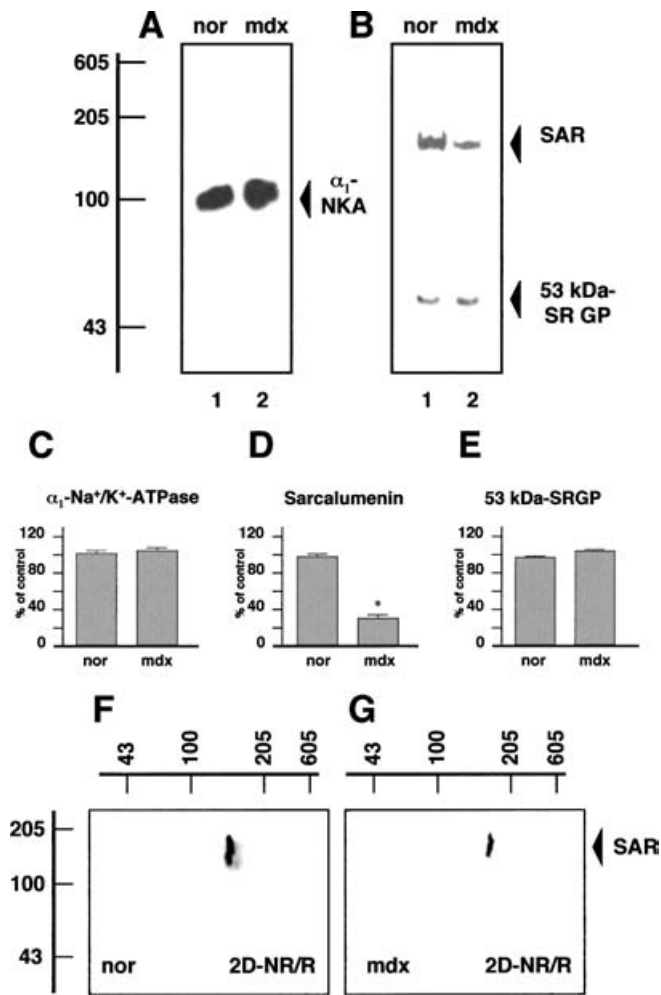 A B
nor mdx nor mdx
605
205
100
43
α₁-
NKA
SAR
53 kDa-
SR GP
1 2 1 2
C D E
α₁-Na⁺/K⁺-ATPase Sarcalumenin 53 kDa-SRGP
% of control 120 80 40 0 nor mdx
% of control 120 80 40 0 * nor mdx
% of control 120 80 40 0 nor mdx
F G
43 100 205 605 43 100 205 605
205
100
43
SAR
nor 2D-NR/R mdx 2D-NR/R